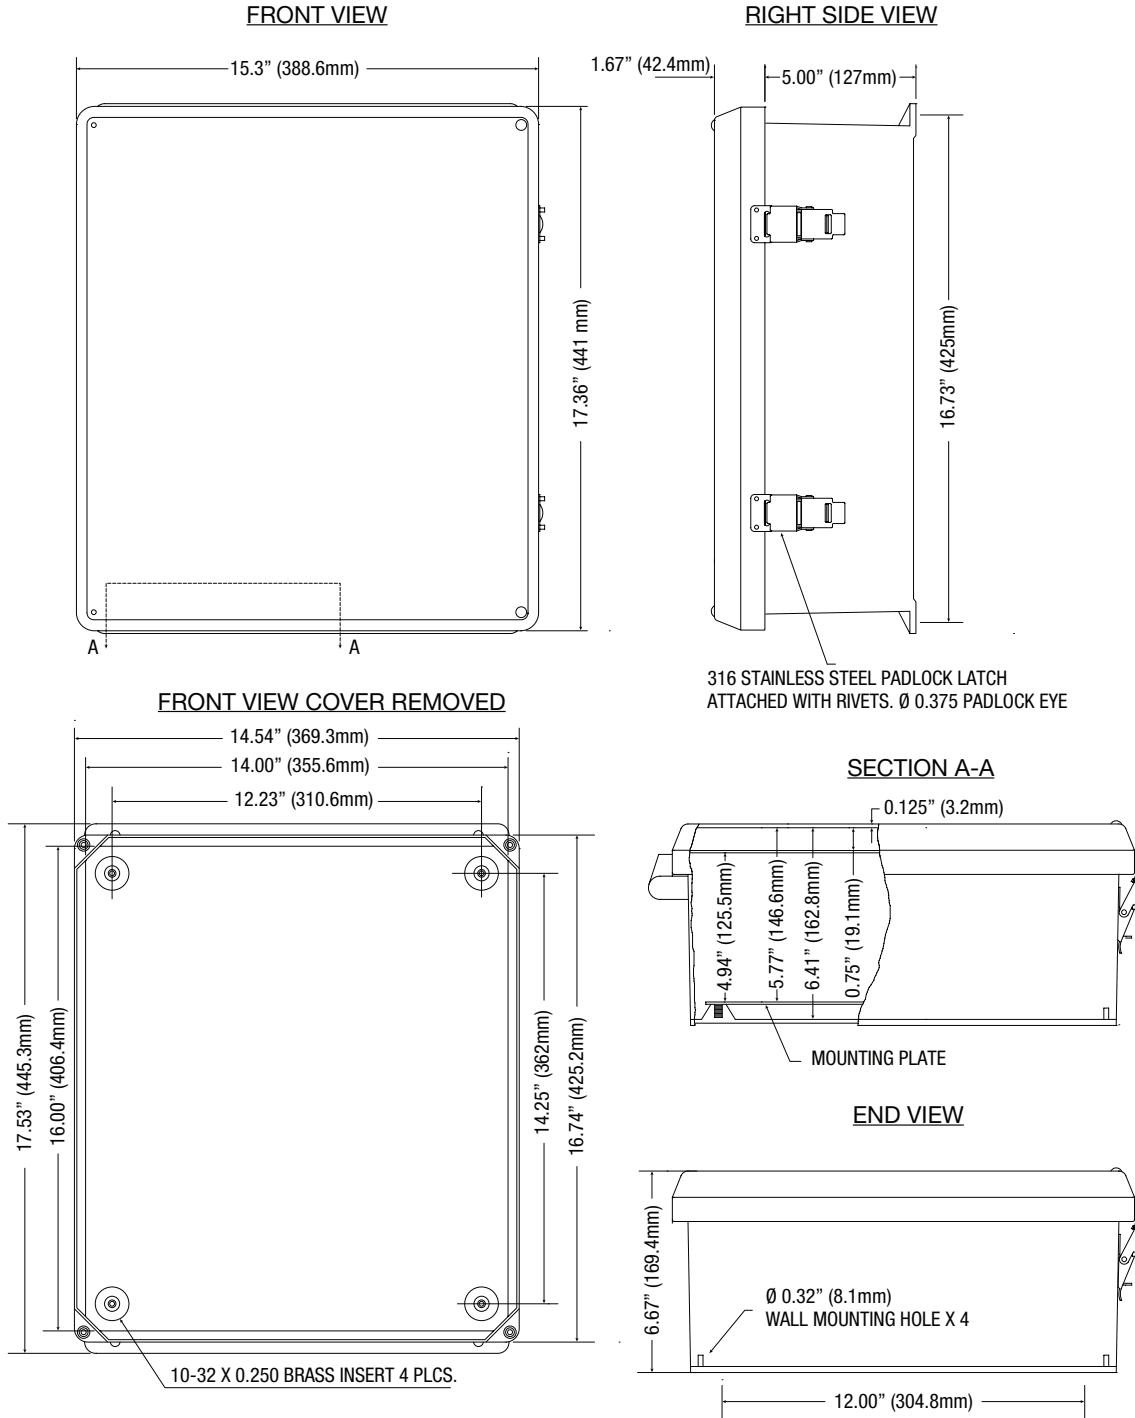 FRONT VIEW
RIGHT SIDE VIEW
15.3” (388.6mm)
1.67” (42.4mm)
5.00” (127mm)
17.36” (441 mm)
16.73” (425mm)
A
A
316 STAINLESS STEEL PADLOCK LATCH
ATTACHED WITH RIVETS. Ø 0.375 PADLOCK EYE
FRONT VIEW COVER REMOVED
14.54” (369.3mm)
14.00” (355.6mm)
12.23” (310.6mm)
17.53” (445.3mm)
16.00” (406.4mm)
14.25” (362mm)
16.74” (425.2mm)
10-32 X 0.250 BRASS INSERT 4 PLCS.
SECTION A-A
0.125” (3.2mm)
4.94” (125.5mm)
5.77” (146.6mm)
6.41” (162.8mm)
0.75” (19.1mm)
MOUNTING PLATE
END VIEW
6.67” (169.4mm)
Ø 0.32” (8.1mm)
WALL MOUNTING HOLE X 4
12.00” (304.8mm)